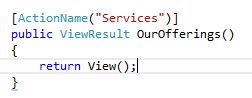 [ActionName("Services")]
public ViewResult OurOfferings()
{
    return View();
}